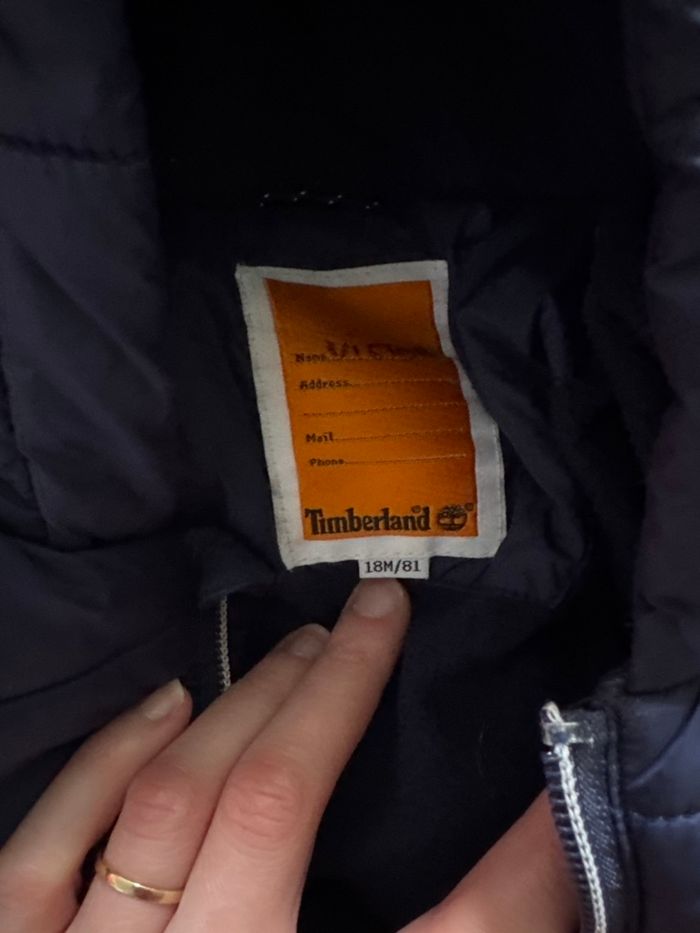 Name
Address
Mail
Phone
Timberland®
18M/81